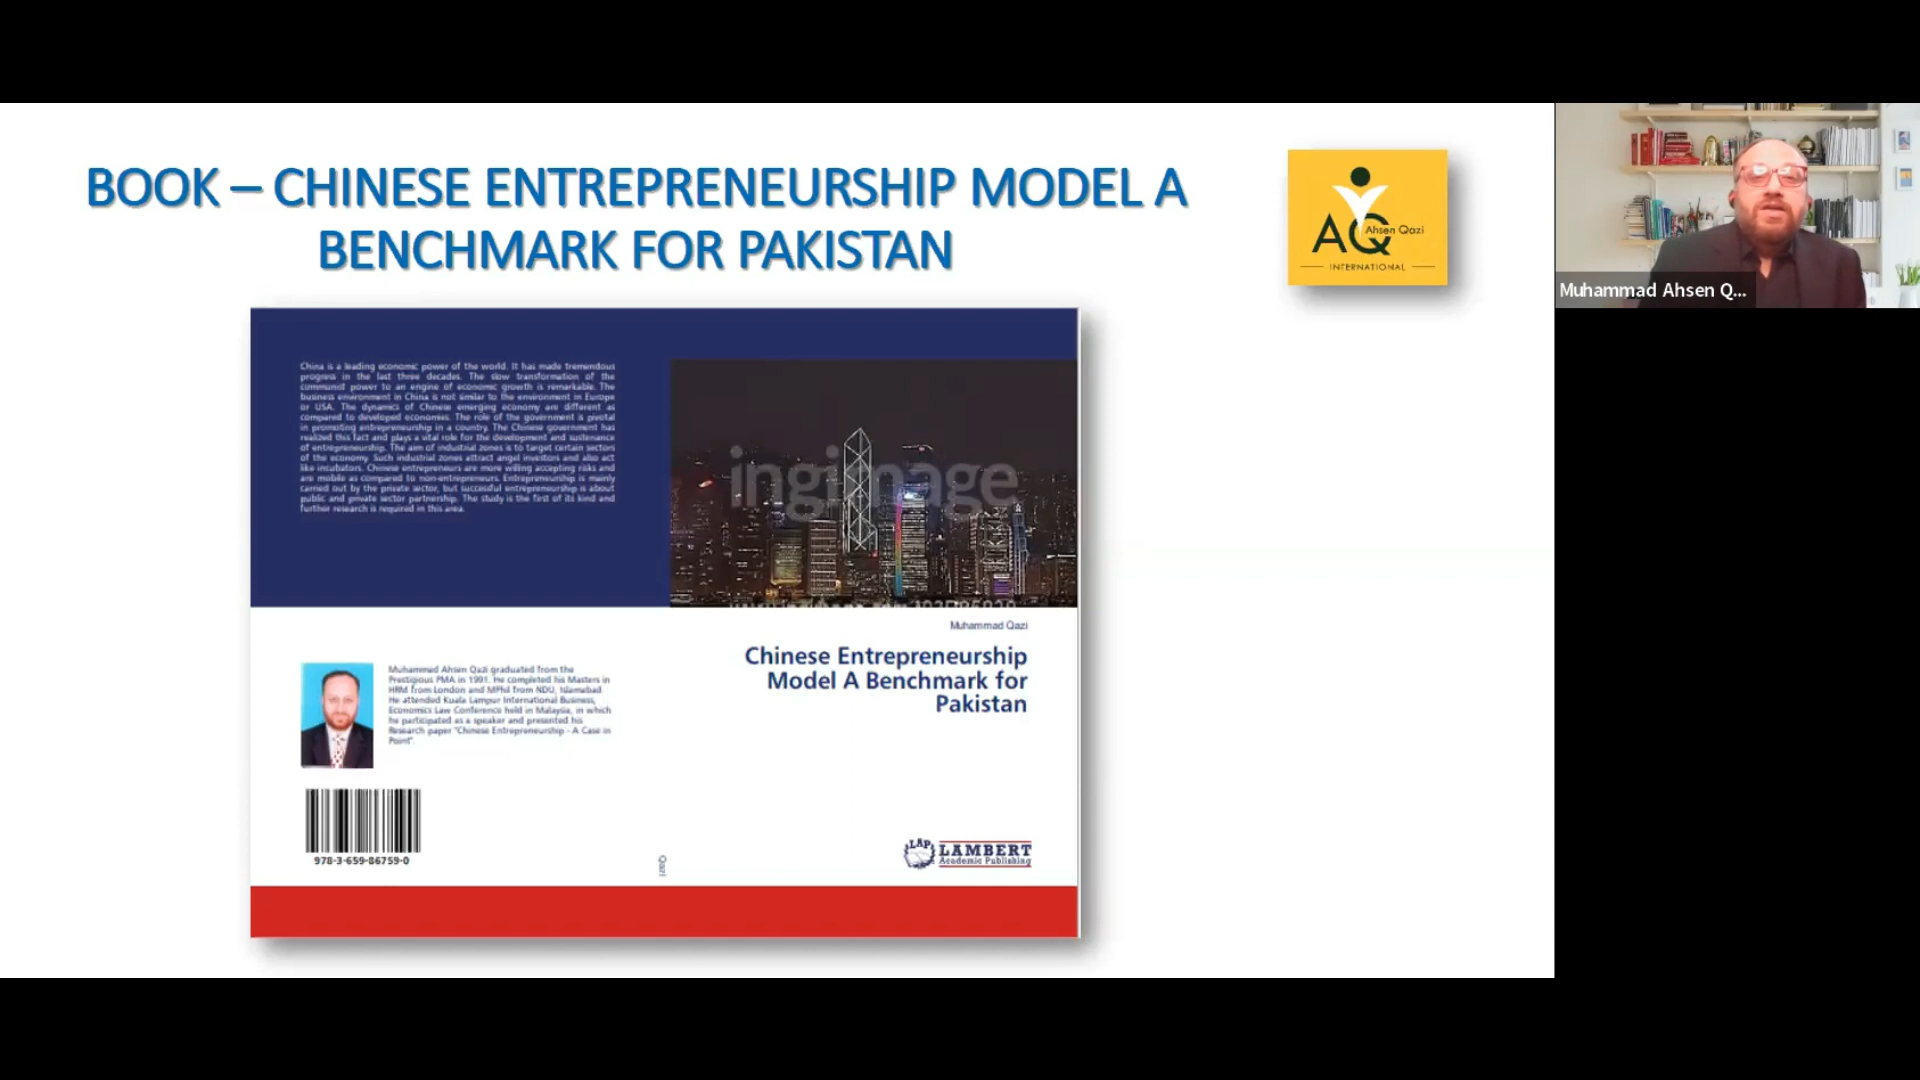 BOOK – CHINESE ENTREPRENEURSHIP MODEL A
BENCHMARK FOR PAKISTAN
AQ
Ahsen Qazi
INTERNATIONAL
Muhammad Ahsen Q...
China is a leading economic power of the world. It has made tremendous
progress in the last three decades. The slow transformation of the
communist power to an engine of economic growth is remarkable. The
business environment in China is not similar to the environment in Europe
or USA. The dynamics of Chinese emerging economy are different as
compared to developed economies. The role of the government is pivotal
in promoting entrepreneurship in a country. The Chinese government has
realized this fact and plays a vital role for the development and sustenance
of entrepreneurship. The aim of industrial zones is to target certain sectors
of the economy. Such industrial zones attract angel investors and also act
like incubators. Chinese entrepreneurs are more willing accepting risks and
are mobile as compared to non-entrepreneurs. Entrepreneurship is mainly
carried out by the private sector, but successful entrepreneurship is about
public and private sector partnership. The study is the first of its kind and
further research is required in this area.
ingimage
Muhammad Qazi
Chinese Entrepreneurship
Model A Benchmark for
Pakistan
Muhammad Ahsen Qazi graduated from the
Prestigious PMA in 1991. He completed his Masters in
HRM from London and MPhil from NDU, Islamabad
He attended Kuala Lampur International Business,
Economics Law Conference held in Malaysia, in which
he participated as a speaker and presented his
Research paper "Chinese Entrepreneurship - A Case in
Point".
978-3-659-86759-0
Qazi
LAP LAMBERT
Academic Publishing